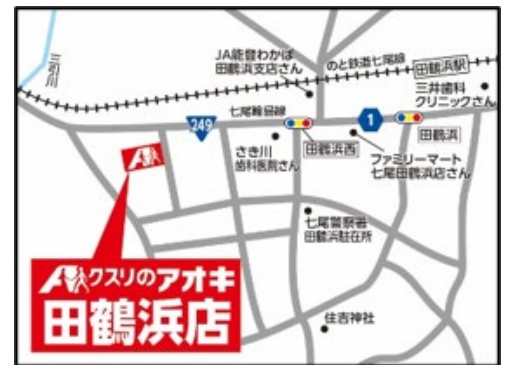 三引川
JA能登わかば
田鶴浜支店さん
のと鉄道七尾線
田鶴浜駅
三井歯科
クリニックさん
七尾輪島線
249
1
田鶴浜
さき川
歯科医院さん
田鶴浜西
ファミリーマート
七尾田鶴浜店さん
七尾警察署
田鶴浜駐在所
クスリのアオキ
田鶴浜店
住吉神社